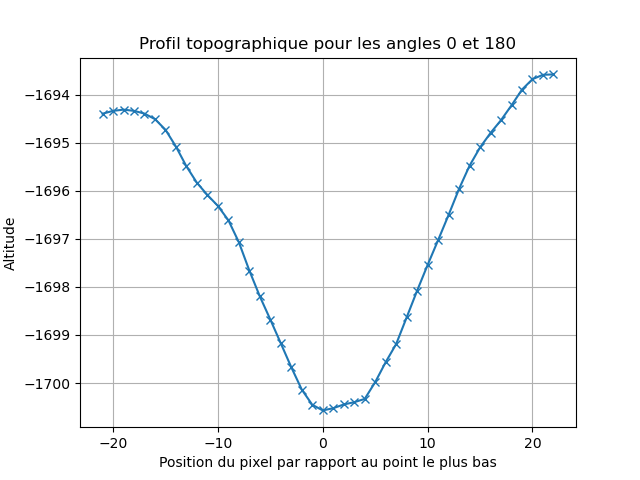 Profil topographique pour les angles 0 et 180
Altitude
−1694
−1695
−1696
−1697
−1698
−1699
−1700
−20 −10 0 10 20
Position du pixel par rapport au point le plus bas